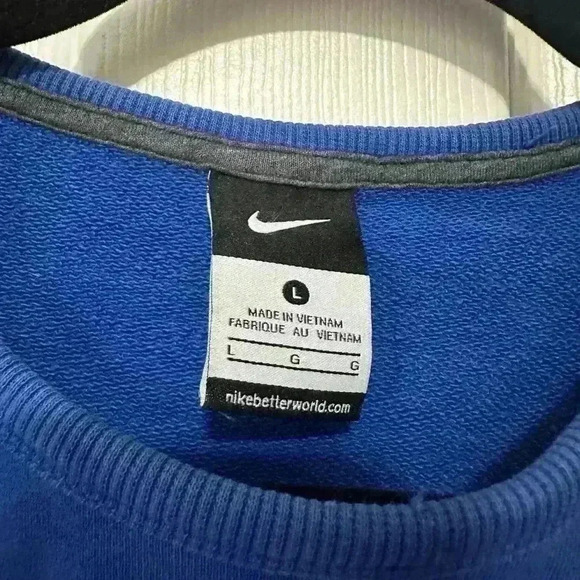 L
MADE IN VIETNAM
FABRIQUE AU VIETNAM
L G G
nikebetterworld.com